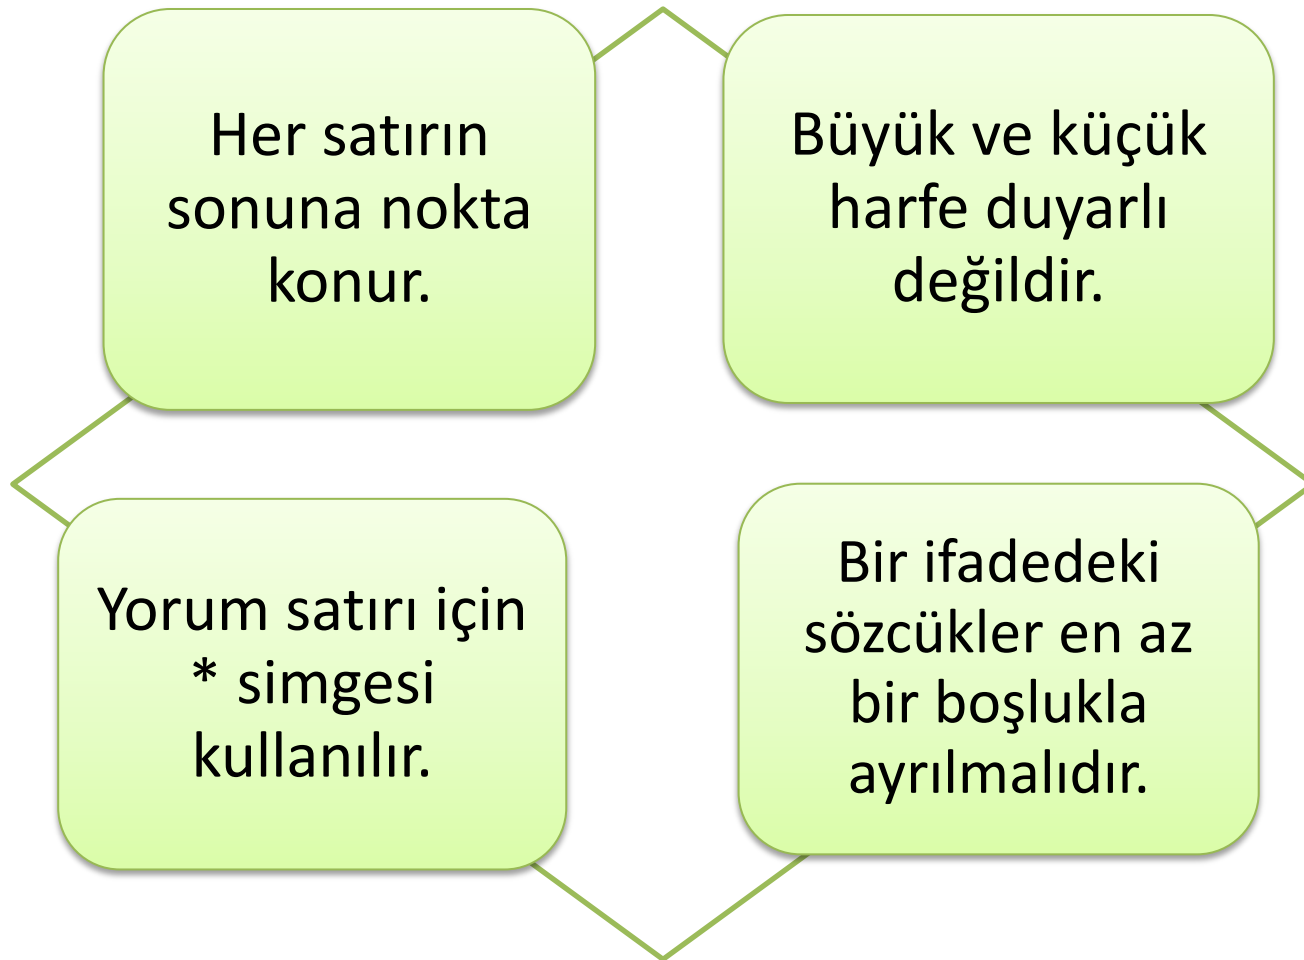 Her satırın
sonuna nokta
konur.
Büyük ve küçük
harfe duyarlı
değildir.
Yorum satırı için
* simgesi
kullanılır.
Bir ifadedeki
sözcükler en az
bir boşlukla
ayrılmalıdır.